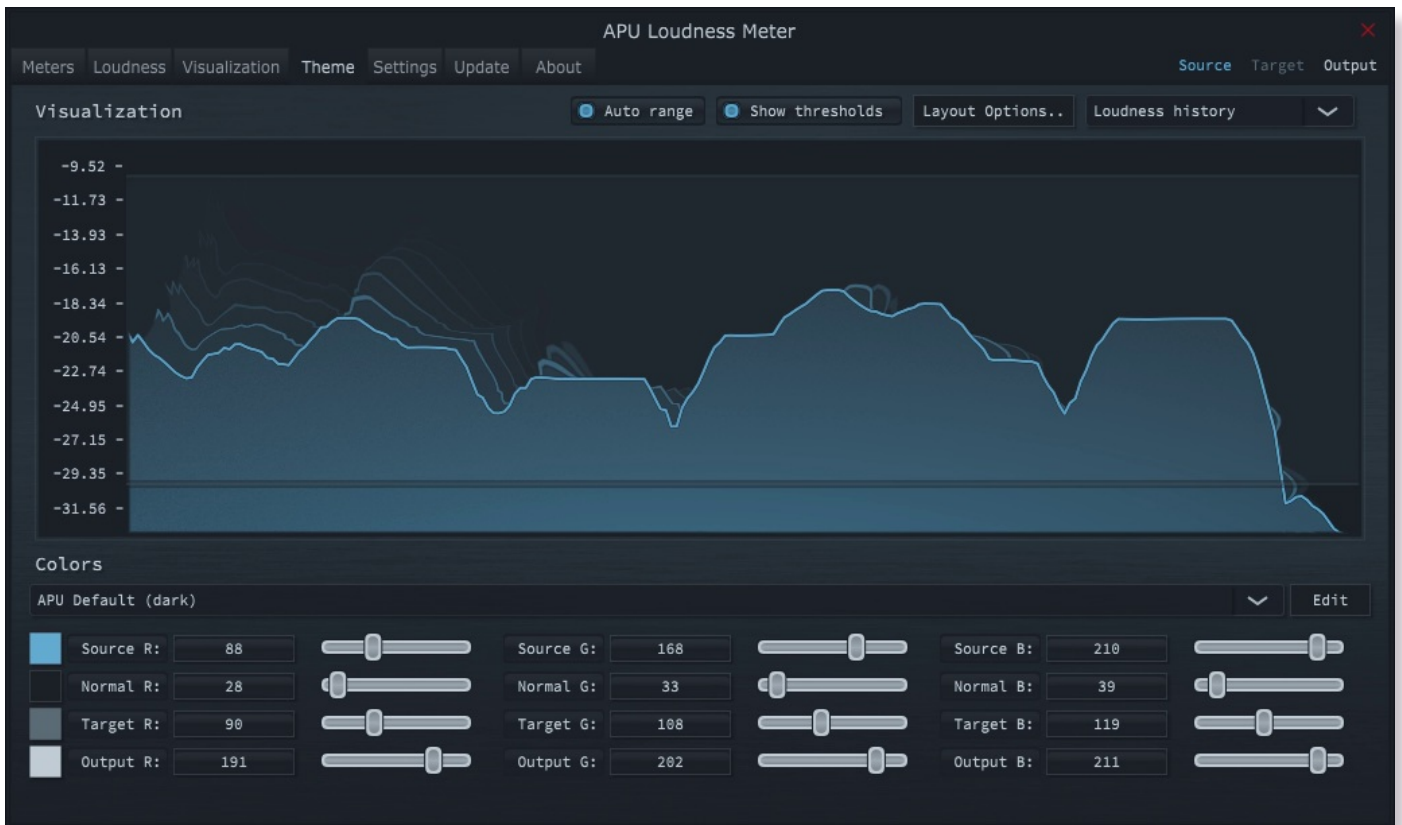 APU Loudness Meter
Meters Loudness Visualization Theme Settings Update About Source Target Output
Visualization Auto range Show thresholds Layout Options.. Loudness history
-9.52 -
-11.73 -
-13.93 -
-16.13 -
-18.34 -
-20.54 -
-22.74 -
-24.95 -
-27.15 -
-29.35 -
-31.56 -
Colors
APU Default (dark) Edit
Source R: 88 Source G: 168 Source B: 210
Normal R: 28 Normal G: 33 Normal B: 39
Target R: 90 Target G: 108 Target B: 119
Output R: 191 Output G: 202 Output B: 211